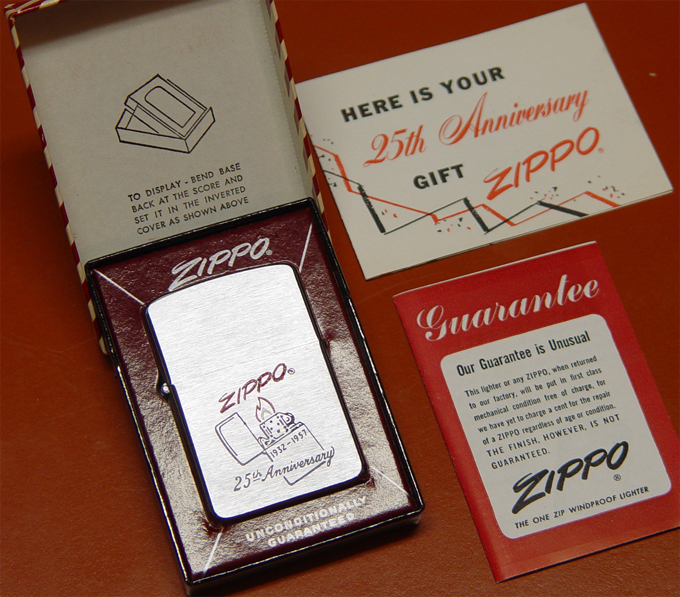 TO DISPLAY - BEND BASE
BACK AT THE SCORE AND
SET IT IN THE INVERTED
COVER AS SHOWN ABOVE
ZIPPO
ZIPPO®
1932-1957
25th Anniversary
UNCONDITIONALLY
GUARANTEED
HERE IS YOUR
25th Anniversary
GIFT ZIPPO®
Guarantee
Our Guarantee is Unusual
This lighter or any ZIPPO, when returned
to our factory, will be put in first class
mechanical condition free of charge, for
we have yet to charge a cent for the repair
of a ZIPPO regardless of age or condition.
THE FINISH, HOWEVER, IS NOT
GUARANTEED.
ZIPPO®
THE ONE ZIP WINDPROOF LIGHTER